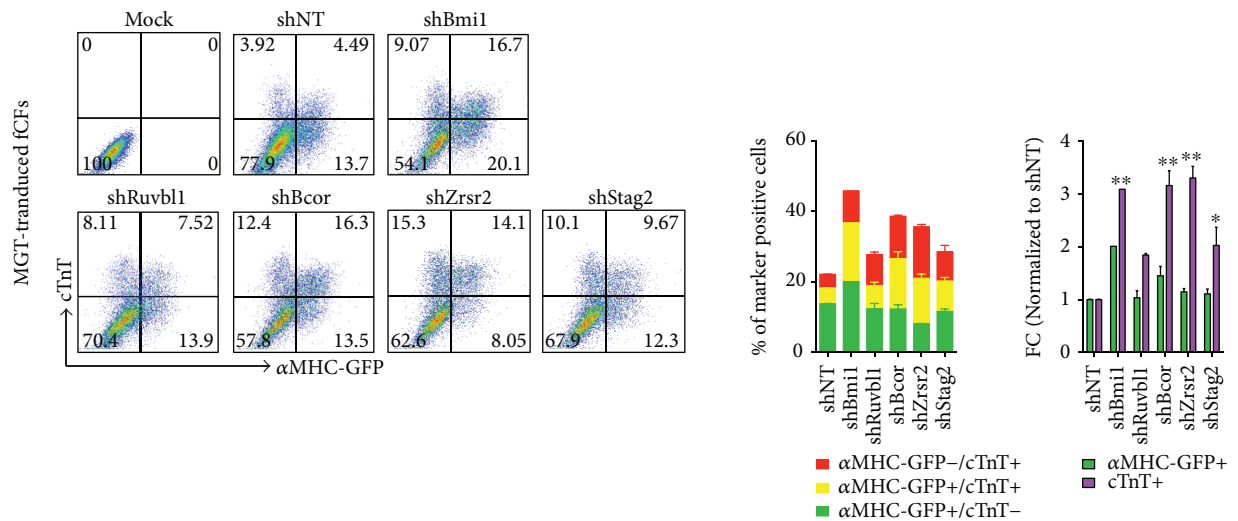 Mock
shNT
shBmi1
0
0
3.92
4.49
9.07
16.7
100
0
77.9
13.7
54.1
20.1
MGT-tranduced fCFs
shRuvbl1
shBcor
shZrsr2
shStag2
8.11
7.52
12.4
16.3
15.3
14.1
10.1
9.67
70.4
13.9
57.8
13.5
62.6
8.05
67.9
12.3
cTnT
αMHC-GFP
% of marker positive cells
60
40
20
0
shNT
shBmi1
shRuvbl1
shBcor
shZrsr2
shStag2
αMHC-GFP−/cTnT+
αMHC-GFP+/cTnT+
αMHC-GFP+/cTnT−
FC (Normalized to shNT)
4
3
2
1
0
**
**
**
*
shNT
shBmi1
shRuvbl1
shBcor
shZrsr2
shStag2
αMHC-GFP+
cTnT+